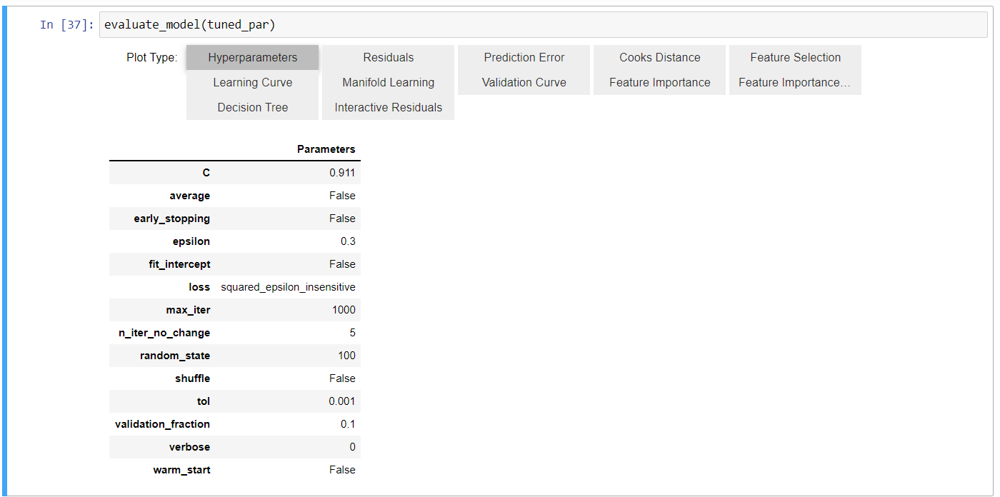 In [37]: evaluate_model(tuned_par)
Plot Type: Hyperparameters Residuals Prediction Error Cooks Distance Feature Selection
Learning Curve Manifold Learning Validation Curve Feature Importance Feature Importance…
Decision Tree Interactive Residuals
Parameters
C 0.911
average False
early_stopping False
epsilon 0.3
fit_intercept False
loss squared_epsilon_insensitive
max_iter 1000
n_iter_no_change 5
random_state 100
shuffle False
tol 0.001
validation_fraction 0.1
verbose 0
warm_start False